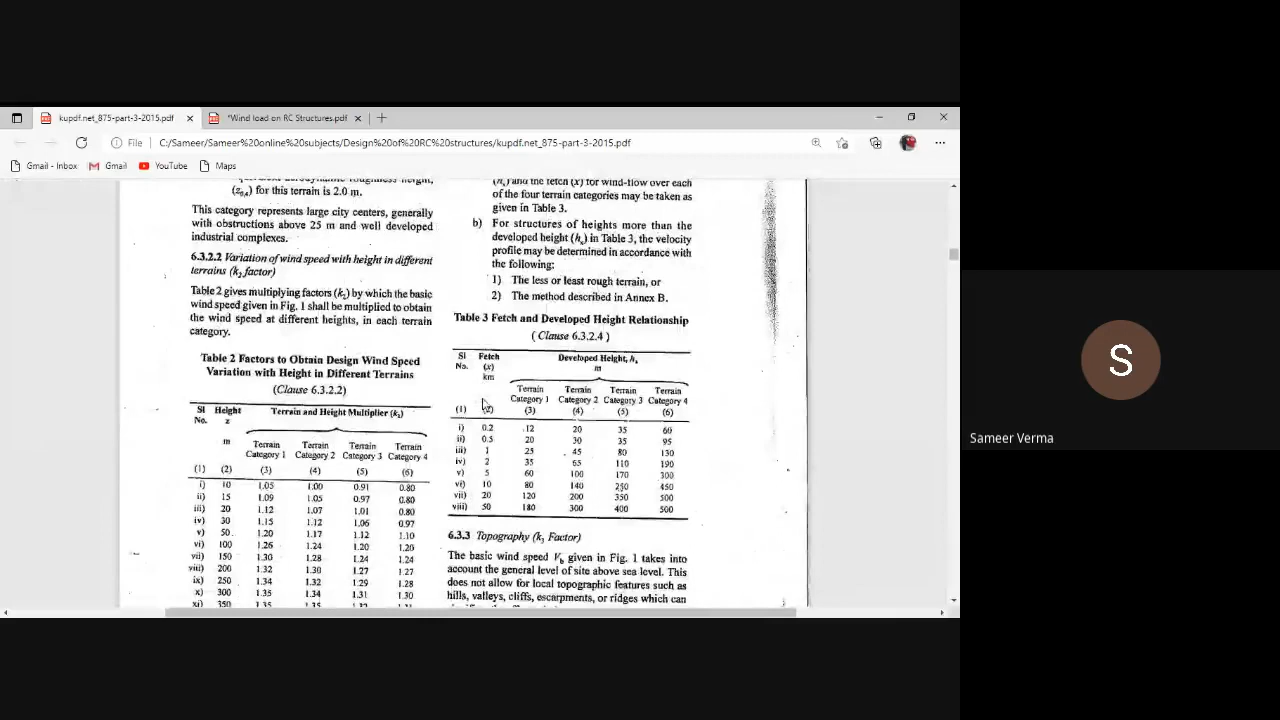 kupdf.net_875-part-3-2015.pdf
*Wind load on RC Structures.pdf
File
C:/Sameer/Sameer%20online%20subjects/Design%20of%20RC%20structures/kupdf.net_875-part-3-2015.pdf
Gmail - Inbox
Gmail
YouTube
Maps
for this terrain is 2.0 m.
This category represents large city centers, generally
with obstructions above 25 m and well developed
industrial complexes.
6.3.2.2 Variation of wind speed with height in different
terrains (k2 factor)
Table 2 gives multiplying factors (k2) by which the basic
wind speed given in Fig. 1 shall be multiplied to obtain
the wind speed at different heights, in each terrain
category.
Table 2 Factors to Obtain Design Wind Speed
Variation with Height in Different Terrains
(Clause 6.3.2.2)
Sl Height Terrain and Height Multiplier (k2)
No. z
m Terrain Terrain Terrain Terrain
Category 1 Category 2 Category 3 Category 4
(1) (2) (3) (4) (5) (6)
i) 10 1.05 1.00 0.91 0.80
ii) 15 1.09 1.05 0.97 0.80
iii) 20 1.12 1.07 1.01 0.80
iv) 30 1.15 1.12 1.06 0.97
v) 50 1.20 1.17 1.12 1.10
vi) 100 1.26 1.24 1.20 1.20
vii) 150 1.30 1.28 1.24 1.24
viii) 200 1.32 1.30 1.27 1.27
ix) 250 1.34 1.32 1.29 1.28
x) 300 1.35 1.34 1.31 1.30
xi) 350 1.35 1.35
and the fetch (x) for wind-flow over each
of the four terrain categories may be taken as
given in Table 3.
b) For structures of heights more than the
developed height (hx) in Table 3, the velocity
profile may be determined in accordance with
the following:
1) The less or least rough terrain, or
2) The method described in Annex B.
Table 3 Fetch and Developed Height Relationship
( Clause 6.3.2.4 )
Sl Fetch Developed Height, hx
No. (x) m
km
Terrain Terrain Terrain Terrain
Category 1 Category 2 Category 3 Category 4
(1) (2) (3) (4) (5) (6)
i) 0.2 12 20 35 60
ii) 0.5 20 30 35 95
iii) 1 25 45 80 130
iv) 2 35 65 110 190
v) 5 60 100 170 300
vi) 10 80 140 250 450
vii) 20 120 200 350 500
viii) 50 180 300 400 500
6.3.3 Topography (k3 Factor)
The basic wind speed Vb given in Fig. 1 takes into
account the general level of site above sea level. This
does not allow for local topographic features such as
hills, valleys, cliffs, escarpments, or ridges which can
S
Sameer Verma